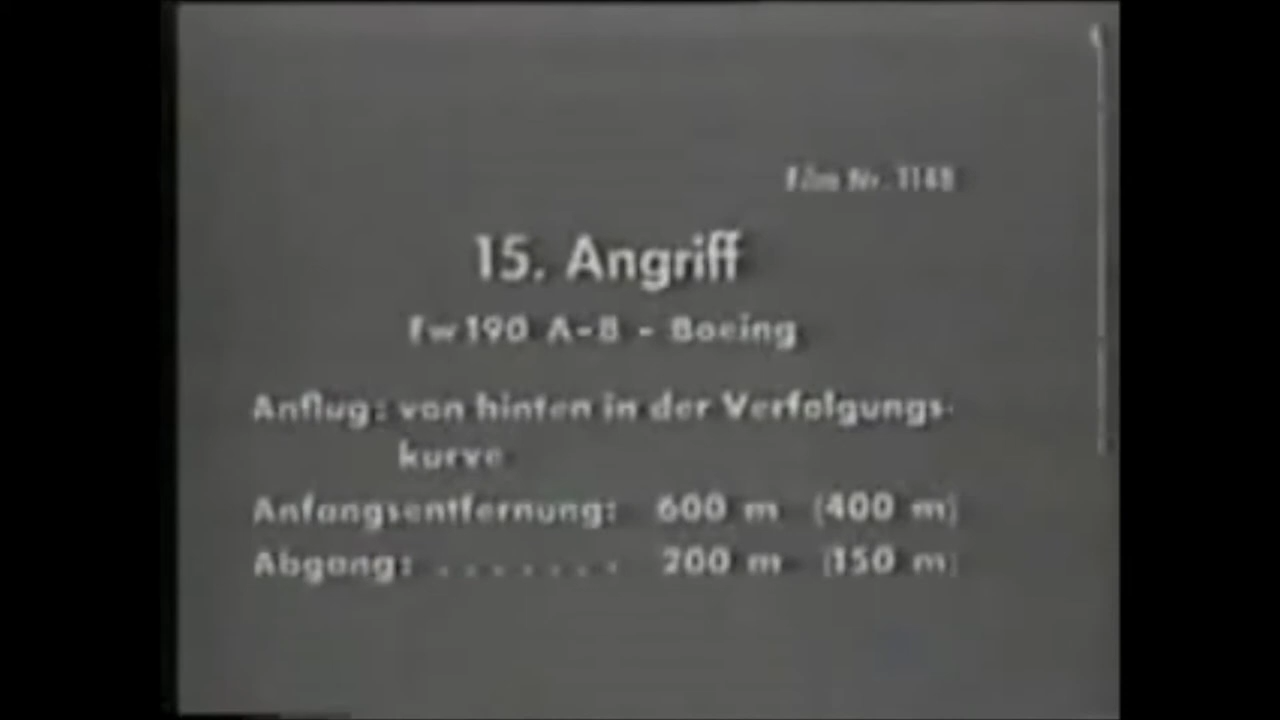 Film Nr. 1148
15. Angriff
Fw190 A-8 - Boeing
Anflug: von hinten in der Verfolgungs-
kurve
Anfangsentfernung: 600 m (400 m)
Abgang: . . . . . . . 200 m (150 m)